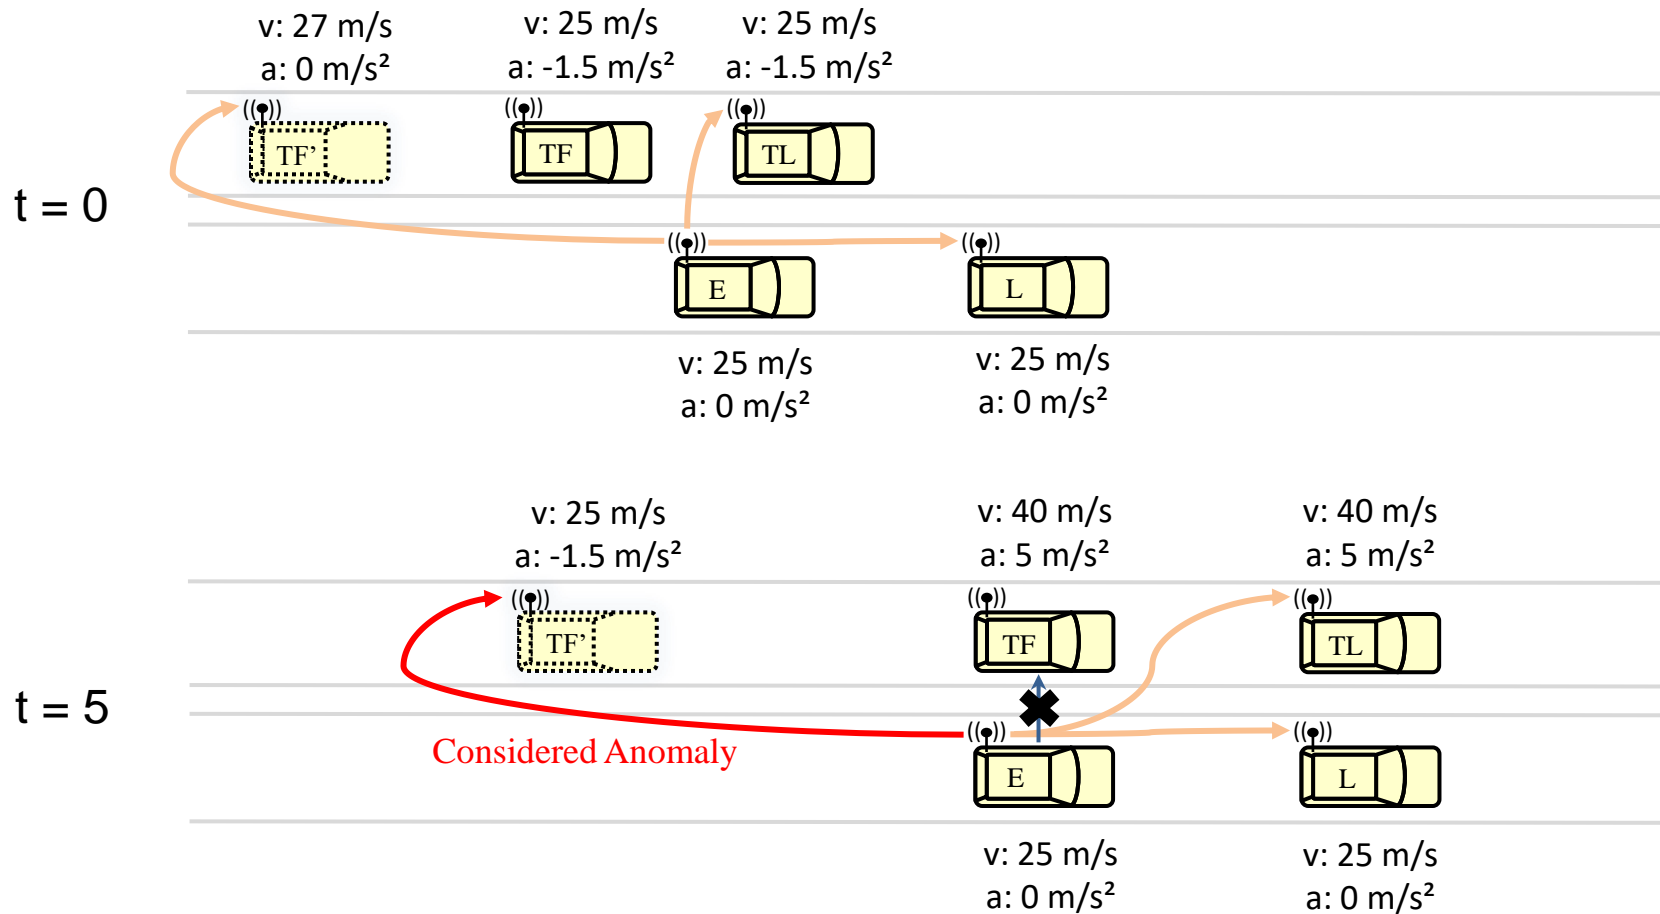 v: 27 m/s
a: 0 m/s²
v: 25 m/s
a: -1.5 m/s²
v: 25 m/s
a: -1.5 m/s²
((•))
((•))
((•))
TF’
TF
TL
t = 0
((•))
((•))
E
L
v: 25 m/s
a: 0 m/s²
v: 25 m/s
a: 0 m/s²
v: 25 m/s
a: -1.5 m/s²
v: 40 m/s
a: 5 m/s²
v: 40 m/s
a: 5 m/s²
((•))
((•))
((•))
TF’
TF
TL
t = 5
((•))
((•))
Considered Anomaly
E
L
v: 25 m/s
a: 0 m/s²
v: 25 m/s
a: 0 m/s²